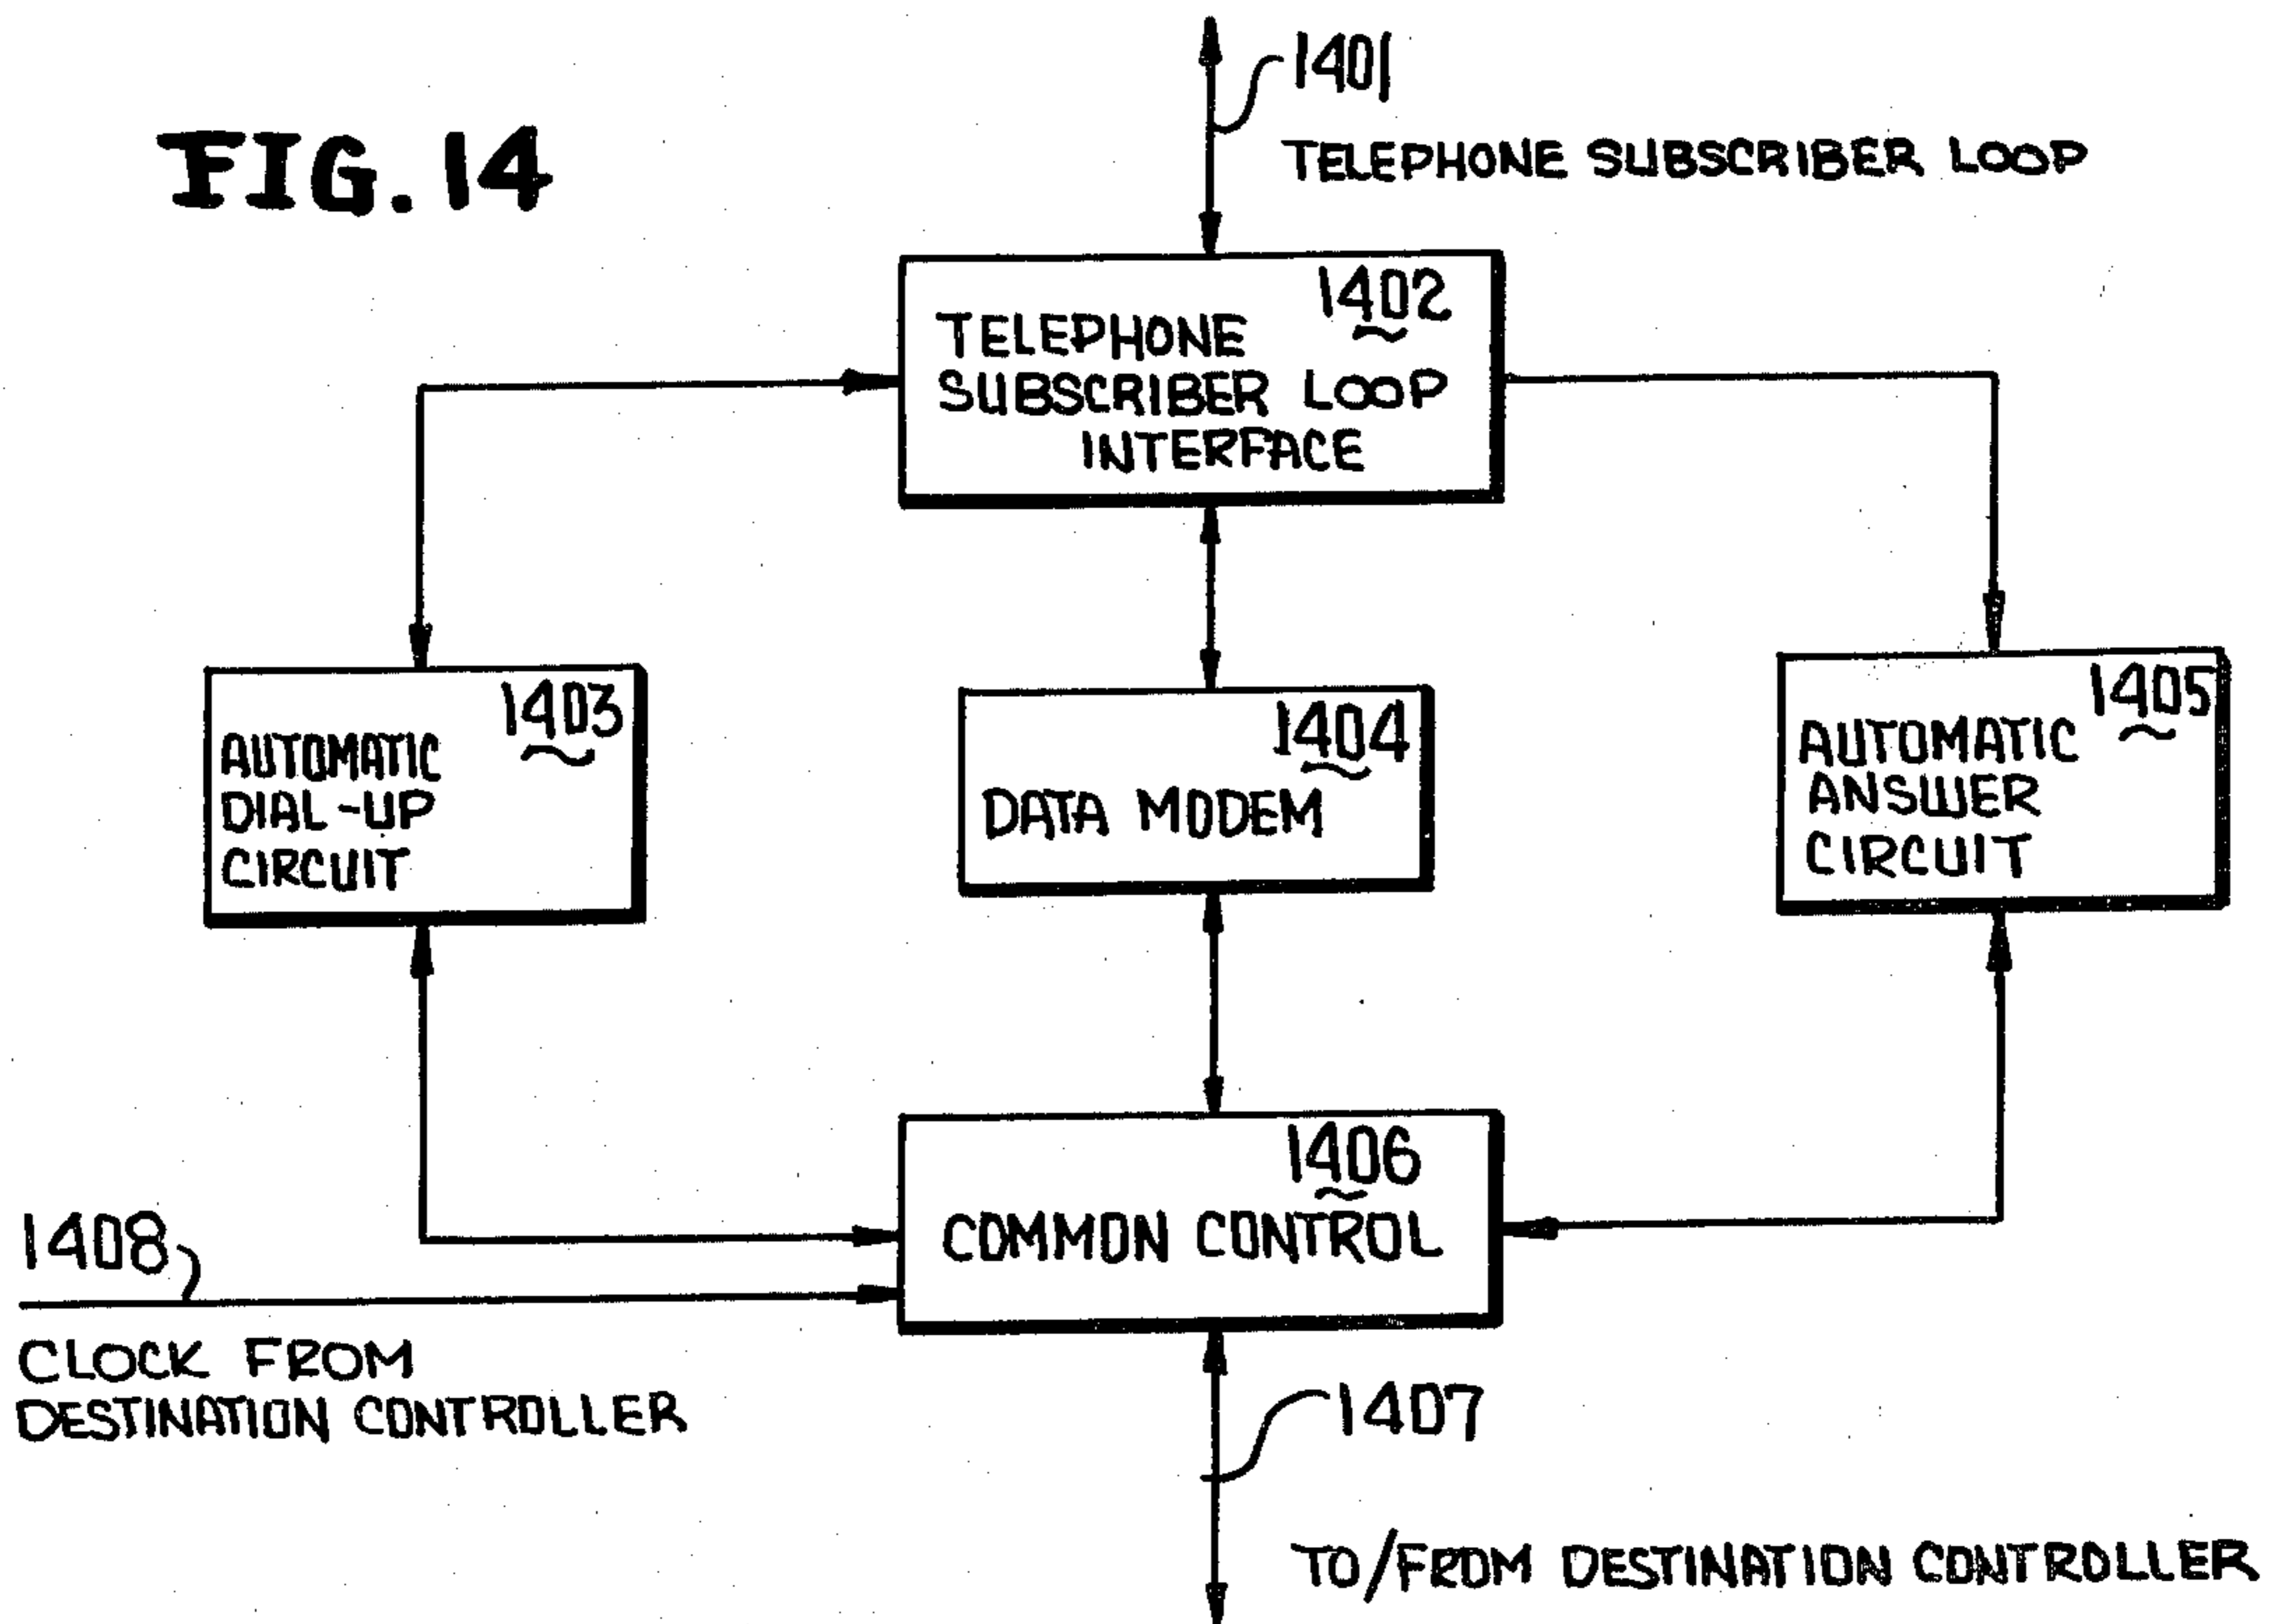 FIG. 14
1401
TELEPHONE SUBSCRIBER LOOP
1402
TELEPHONE
SUBSCRIBER LOOP
INTERFACE
1403
AUTOMATIC
DIAL-UP
CIRCUIT
1404
DATA MODEM
1405
AUTOMATIC
ANSWER
CIRCUIT
1406
COMMON CONTROL
1408
CLOCK FROM
DESTINATION CONTROLLER
1407
TO/FROM DESTINATION CONTROLLER